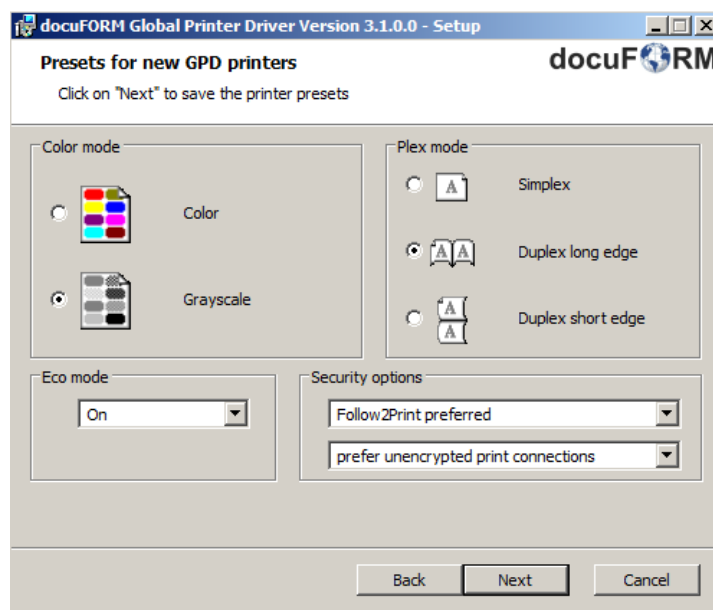 docuFORM Global Printer Driver Version 3.1.0.0 - Setup
Presets for new GPD printers
docuFORM
Click on "Next" to save the printer presets
Color mode
Color
Grayscale
Plex mode
A
Simplex
A A
Duplex long edge
A
A
Duplex short edge
Eco mode
On
Security options
Follow2Print preferred
prefer unencrypted print connections
Back
Next
Cancel